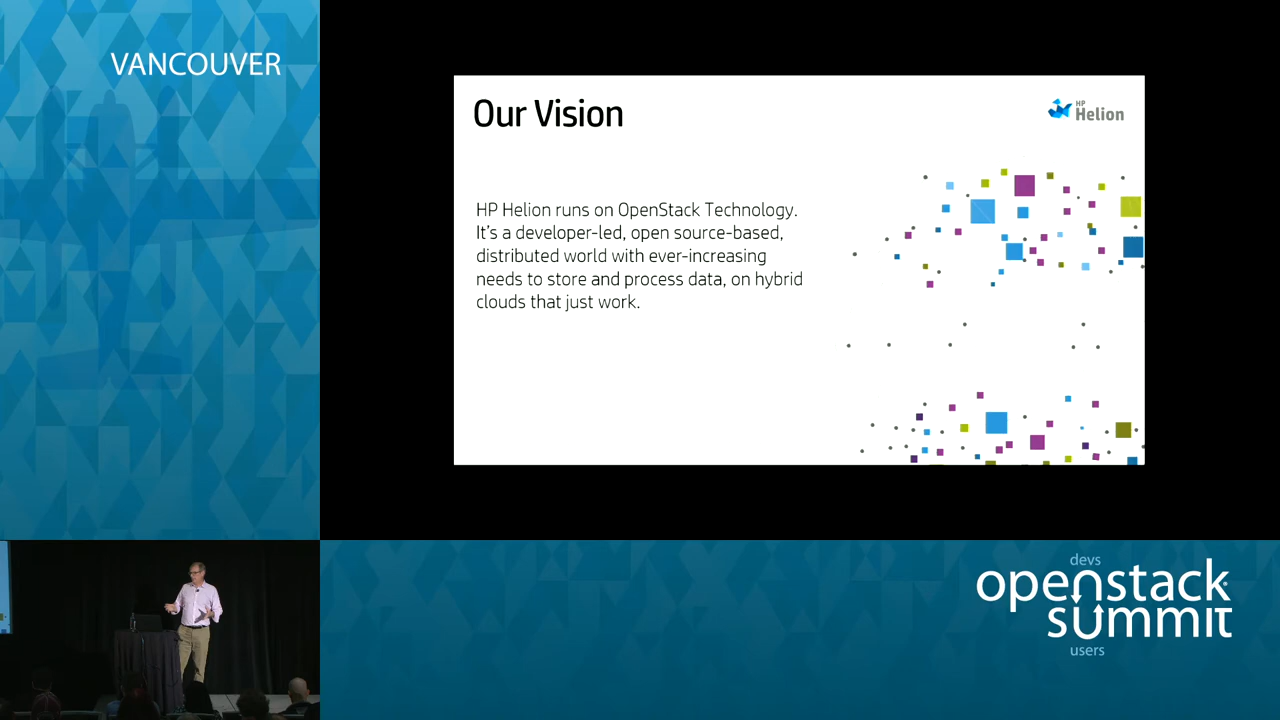 VANCOUVER
Our Vision
HP
Helion
HP Helion runs on OpenStack Technology.
It's a developer-led, open source-based,
distributed world with ever-increasing
needs to store and process data, on hybrid
clouds that just work.
devs
openstack
summit
users